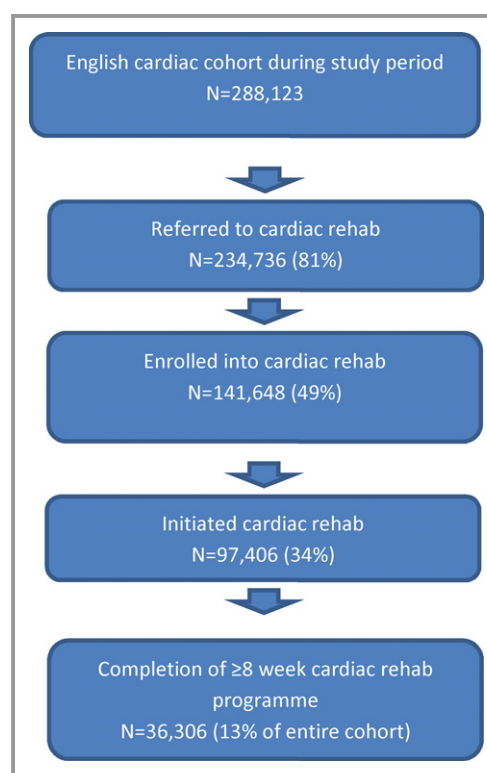 English cardiac cohort during study period
N=288,123
Referred to cardiac rehab
N=234,736 (81%)
Enrolled into cardiac rehab
N=141,648 (49%)
Initiated cardiac rehab
N=97,406 (34%)
Completion of ≥8 week cardiac rehab
programme
N=36,306 (13% of entire cohort)